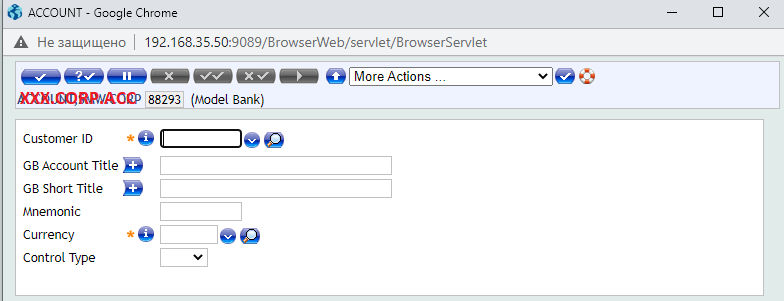 ACCOUNT - Google Chrome
Не защищено 192.168.35.50:9089/BrowserWeb/servlet/BrowserServlet
More Actions ...
XXX.CORP.ACC 88293 (Model Bank)
Customer ID *
GB Account Title
GB Short Title
Mnemonic
Currency *
Control Type